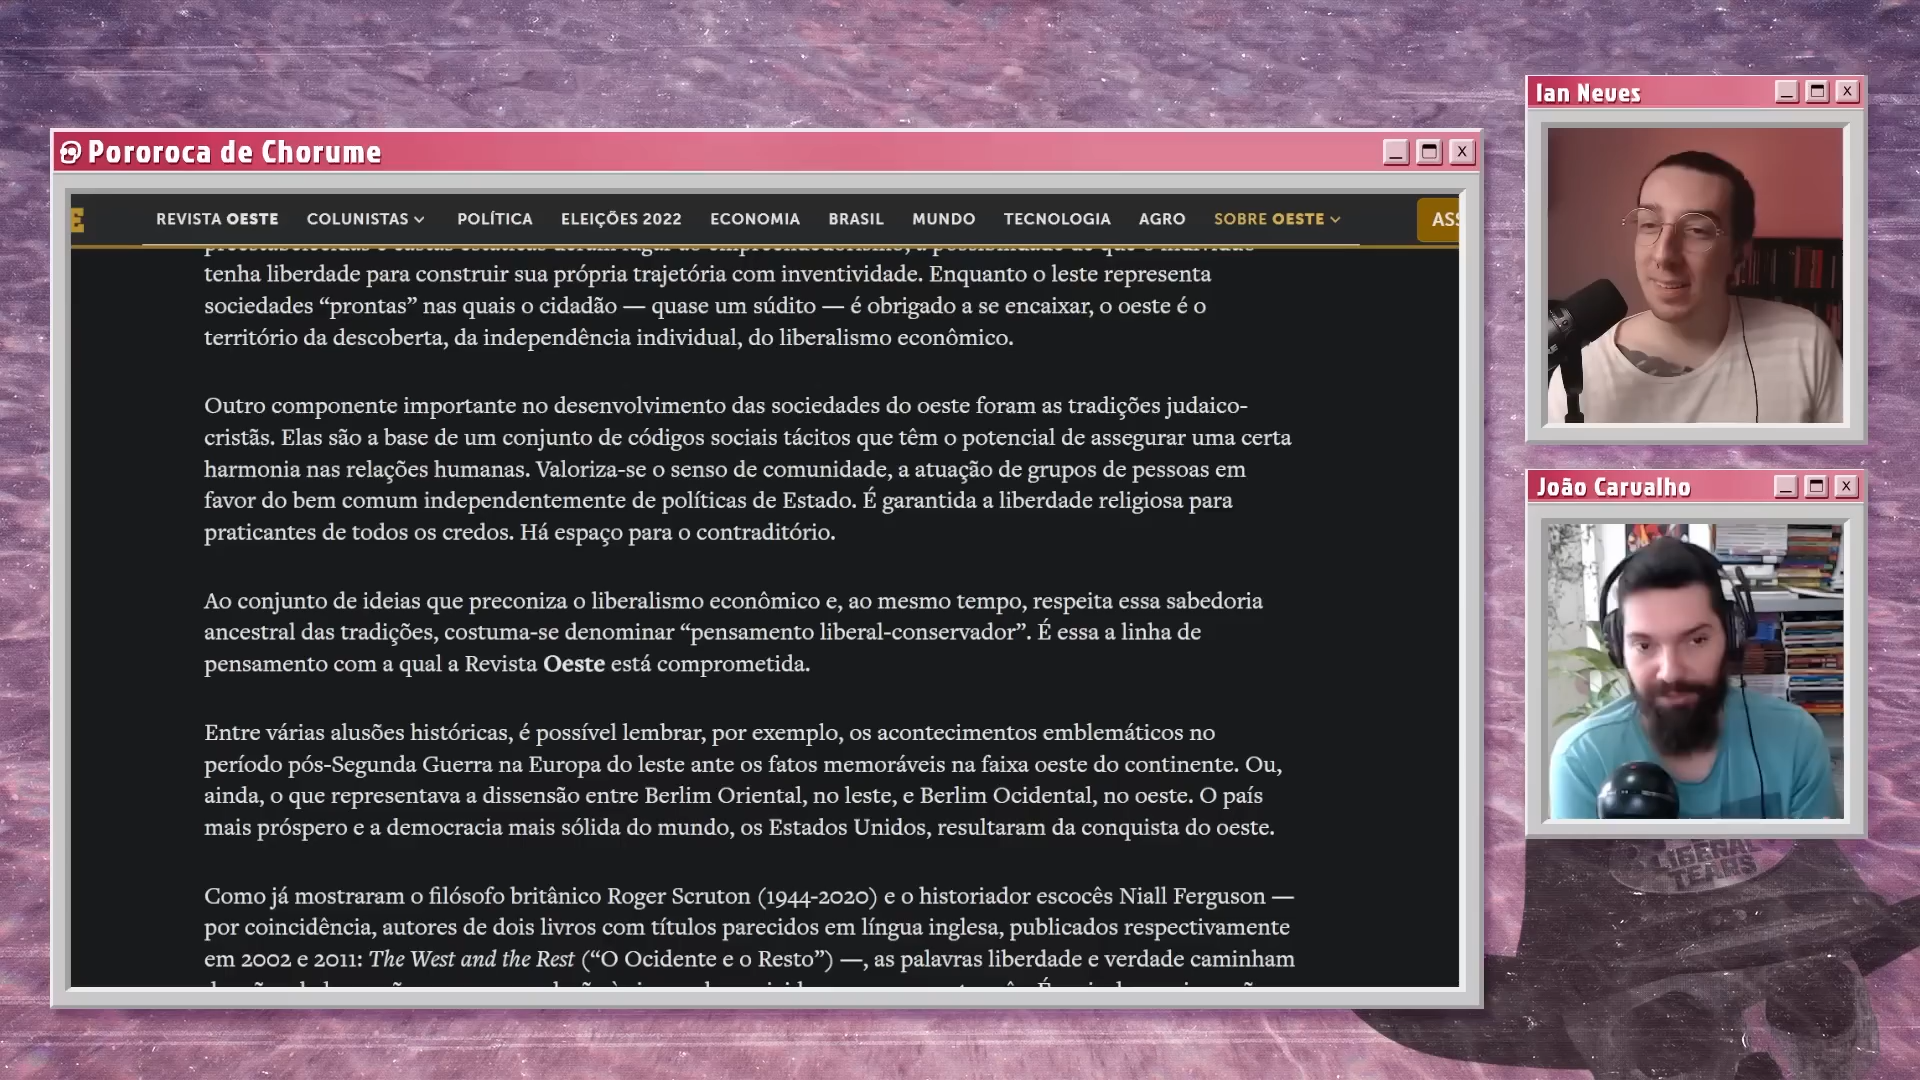 Pororoca de Chorume
E
REVISTA OESTE COLUNISTAS POLÍTICA ELEIÇÕES 2022 ECONOMIA BRASIL MUNDO TECNOLOGIA AGRO SOBRE OESTE ASS
tenha liberdade para construir sua própria trajetória com inventividade. Enquanto o leste representa
sociedades “prontas” nas quais o cidadão — quase um súdito — é obrigado a se encaixar, o oeste é o
território da descoberta, da independência individual, do liberalismo econômico.
Outro componente importante no desenvolvimento das sociedades do oeste foram as tradições judaico-
cristãs. Elas são a base de um conjunto de códigos sociais tácitos que têm o potencial de assegurar uma certa
harmonia nas relações humanas. Valoriza-se o senso de comunidade, a atuação de grupos de pessoas em
favor do bem comum independentemente de políticas de Estado. É garantida a liberdade religiosa para
praticantes de todos os credos. Há espaço para o contraditório.
Ao conjunto de ideias que preconiza o liberalismo econômico e, ao mesmo tempo, respeita essa sabedoria
ancestral das tradições, costuma-se denominar “pensamento liberal-conservador”. É essa a linha de
pensamento com a qual a Revista Oeste está comprometida.
Entre várias alusões históricas, é possível lembrar, por exemplo, os acontecimentos emblemáticos no
período pós-Segunda Guerra na Europa do leste ante os fatos memoráveis na faixa oeste do continente. Ou,
ainda, o que representava a dissensão entre Berlim Oriental, no leste, e Berlim Ocidental, no oeste. O país
mais próspero e a democracia mais sólida do mundo, os Estados Unidos, resultaram da conquista do oeste.
Como já mostraram o filósofo britânico Roger Scruton (1944-2020) e o historiador escocês Niall Ferguson —
por coincidência, autores de dois livros com títulos parecidos em língua inglesa, publicados respectivamente
em 2002 e 2011: The West and the Rest (“O Ocidente e o Resto”) —, as palavras liberdade e verdade caminham
Ian Neves
João Carvalho
LIBERAL
TEARS